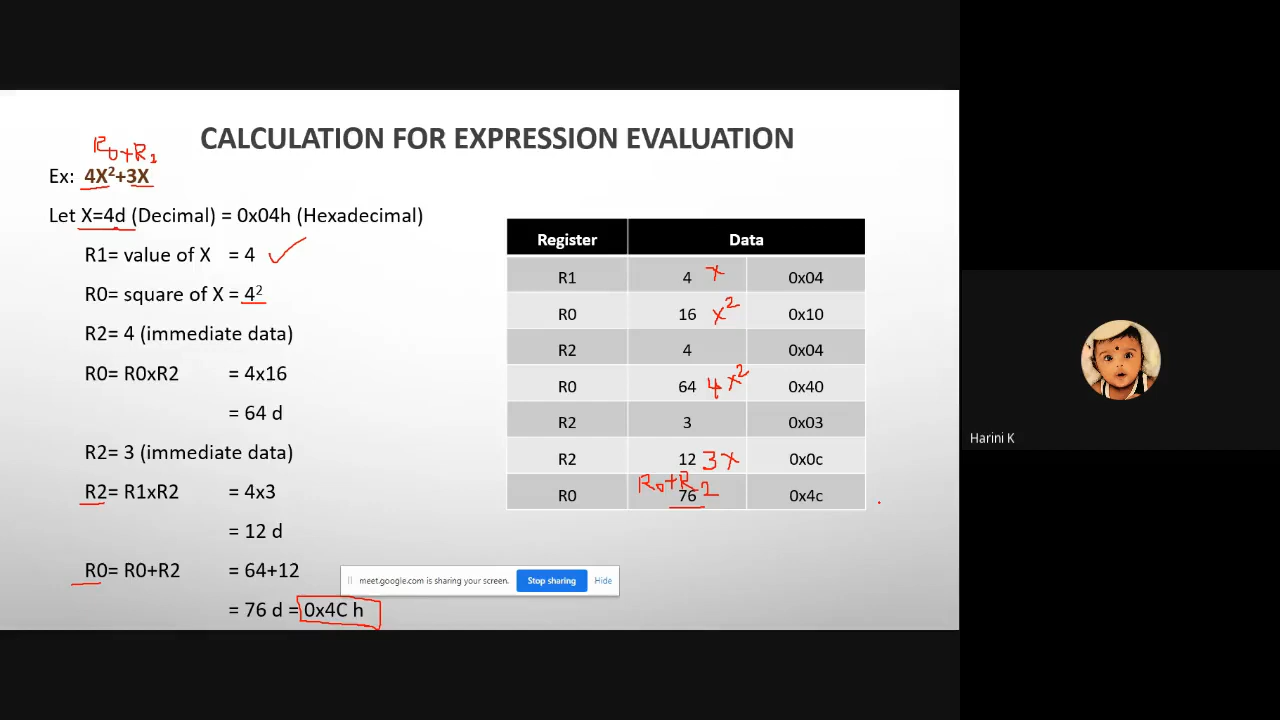 CALCULATION FOR EXPRESSION EVALUATION
R0+R1
Ex: 4X²+3X
Let X=4d (Decimal) = 0x04h (Hexadecimal)
R1= value of X = 4
R0= square of X = 4²
R2= 4 (immediate data)
R0= R0xR2 = 4x16
= 64 d
R2= 3 (immediate data)
R2= R1xR2 = 4x3
= 12 d
R0= R0+R2 = 64+12
= 76 d = 0x4C h
Register Data
R1 4 x 0x04
R0 16 x² 0x10
R2 4 0x04
R0 64 4x² 0x40
R2 3 0x03
R2 12 3x 0x0c
R0+R2
R0 76 0x4c
meet.google.com is sharing your screen. Stop sharing Hide
Harini K